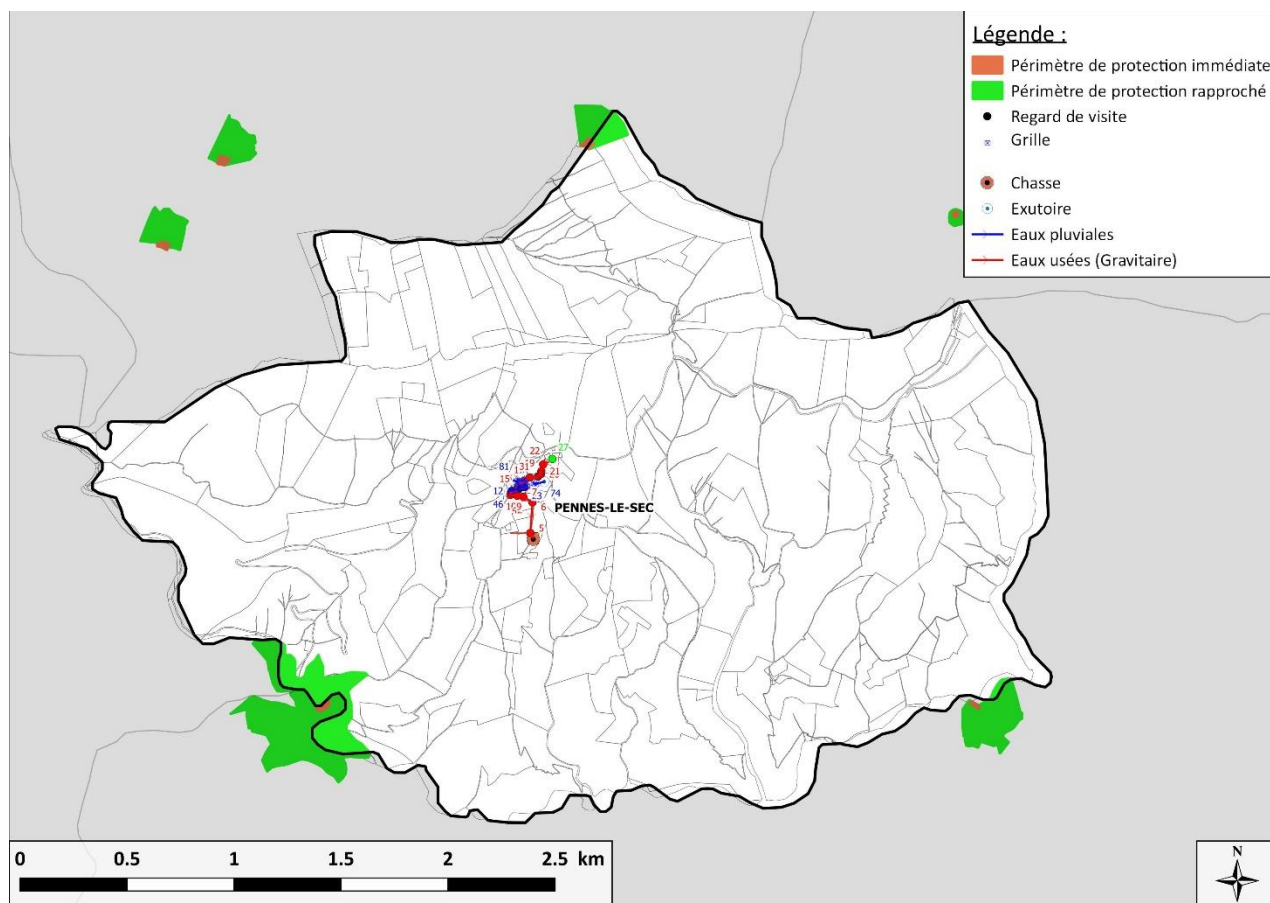 Légende :
Périmètre de protection immédiate
Périmètre de protection rapproché
Regard de visite
Grille
Chasse
Exutoire
Eaux pluviales
Eaux usées (Gravitaire)
27
22
81
15
21
12
46
74
6
PENNES-LE-SEC
5
0 0.5 1 1.5 2 2.5 km
N